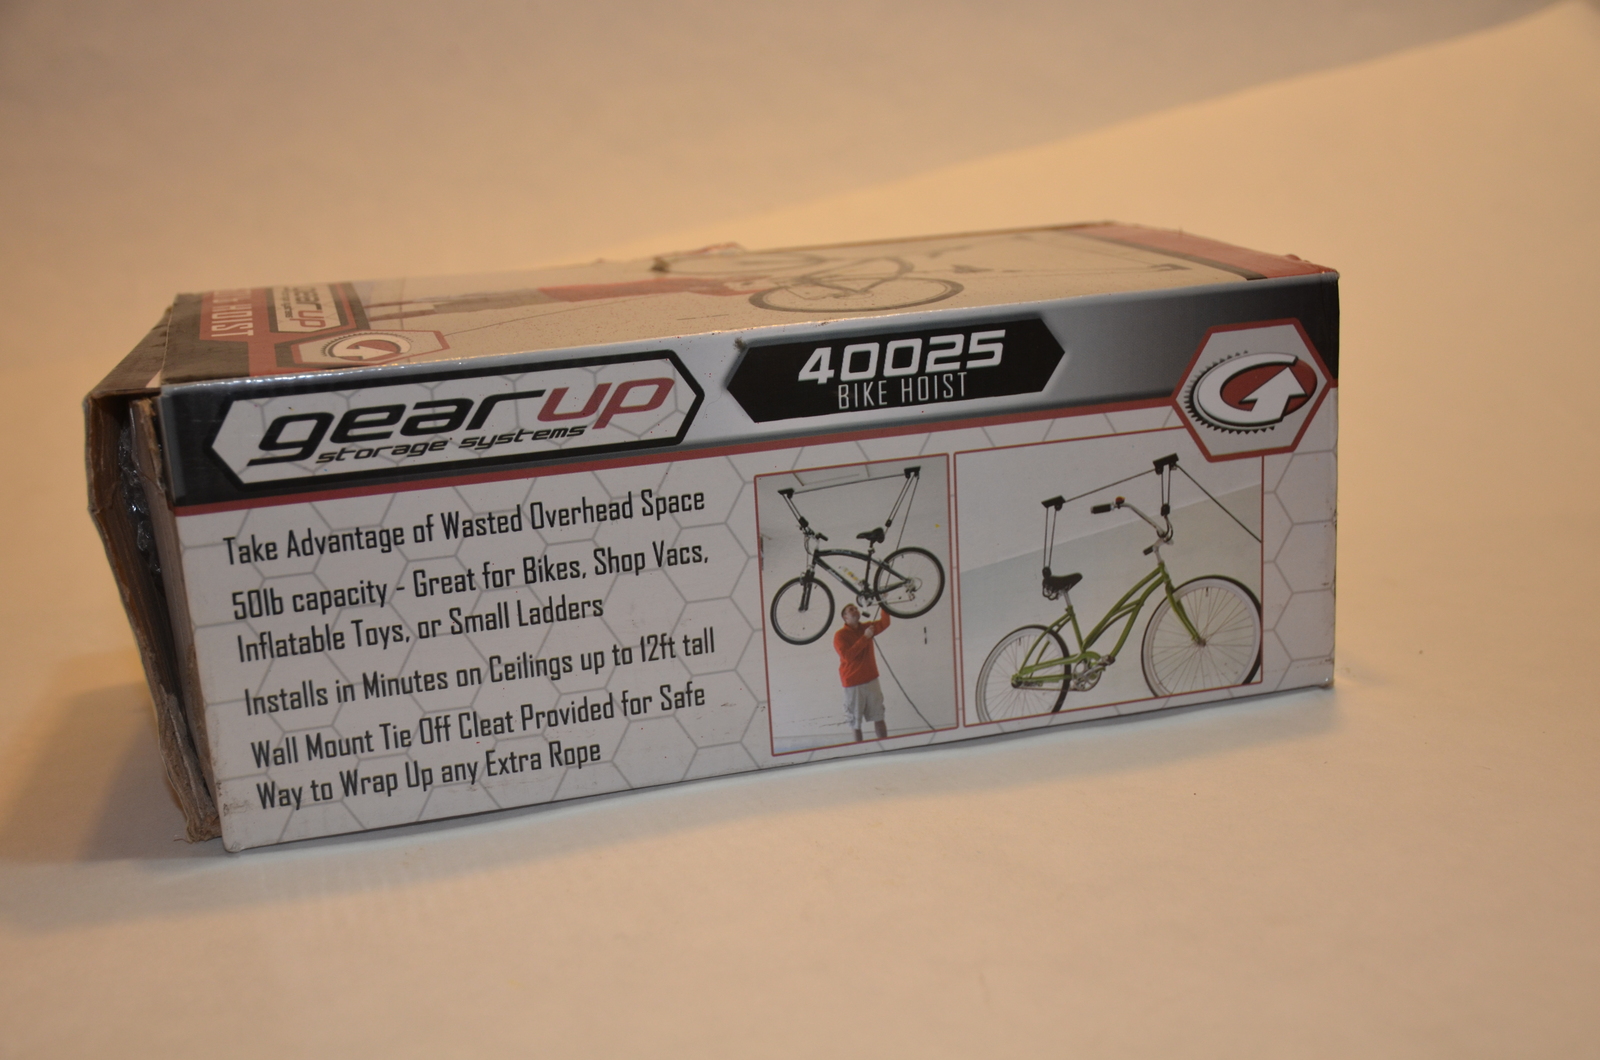 HOIST
gearup
gearup
storage systems
40025
BIKE HOIST
Take Advantage of Wasted Overhead Space
50lb capacity - Great for Bikes, Shop Vacs,
Inflatable Toys, or Small Ladders
Installs in Minutes on Ceilings up to 12ft tall
Wall Mount Tie Off Cleat Provided for Safe
Way to Wrap Up any Extra Rope